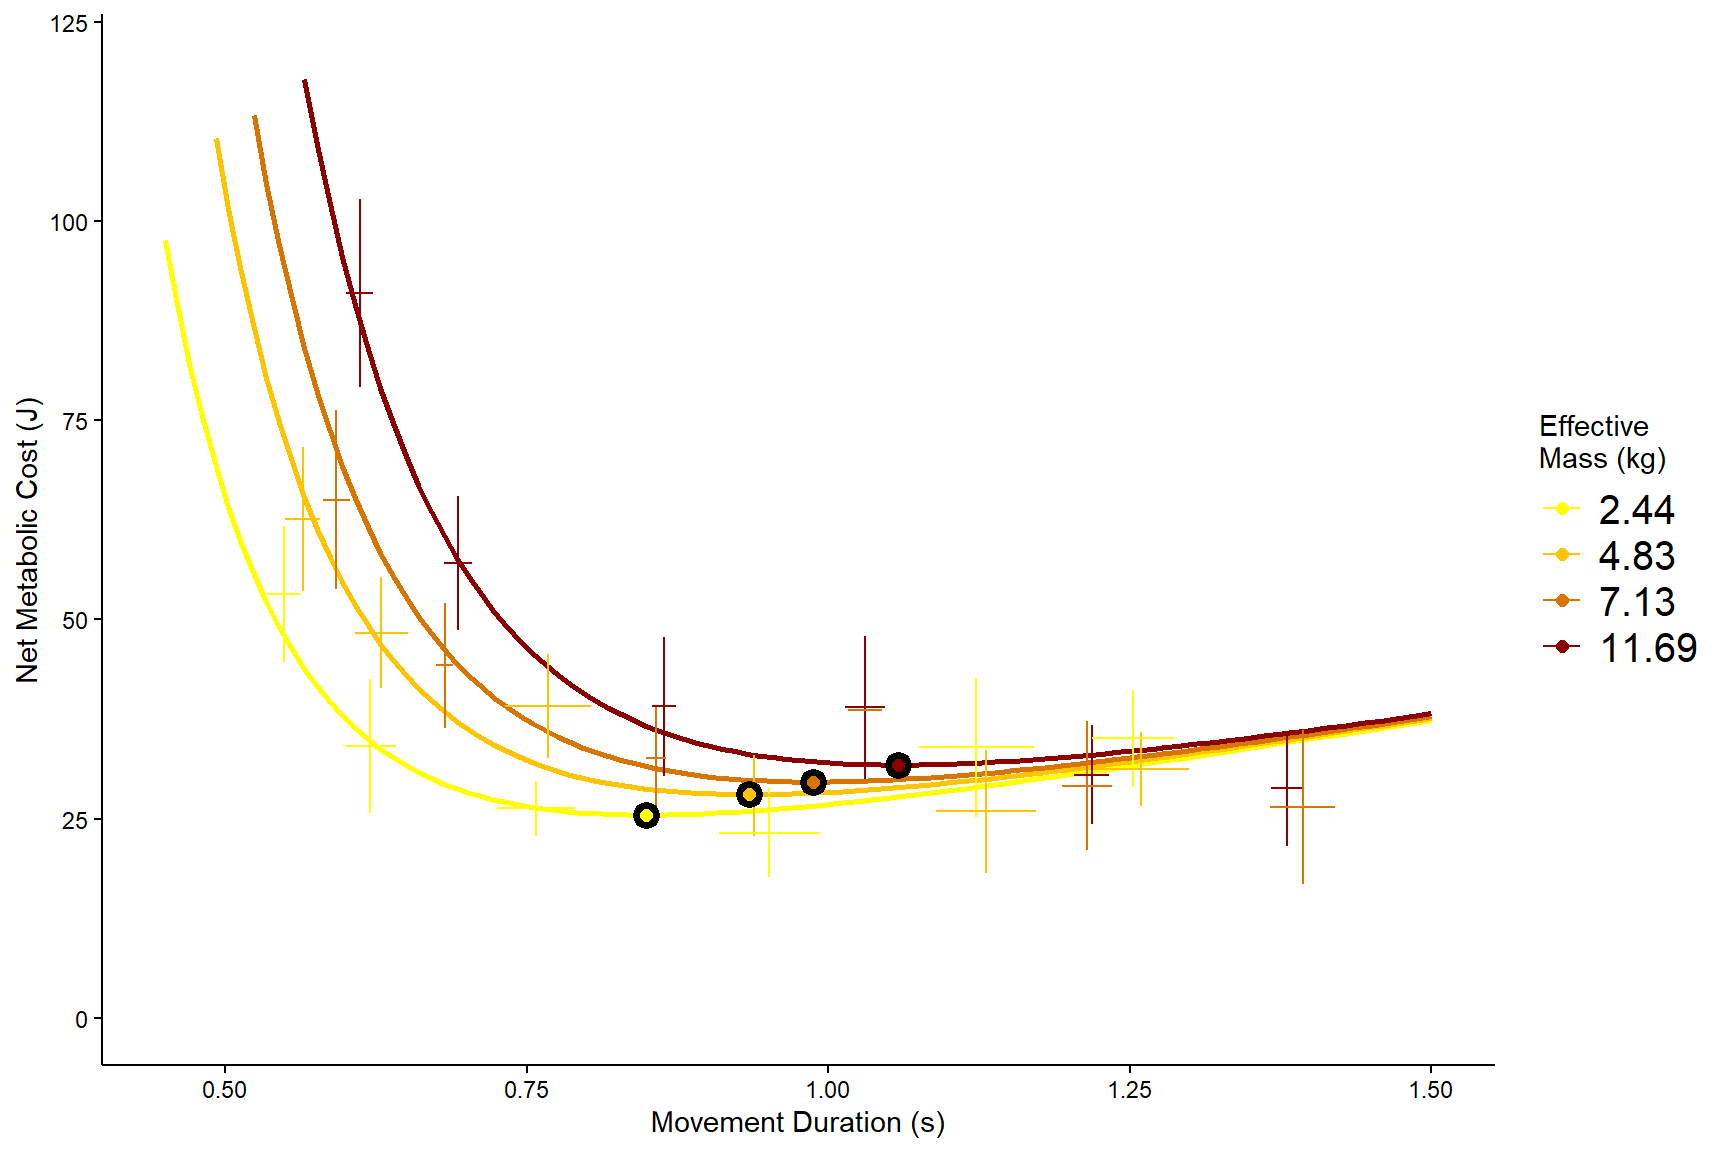 125
100
75
50
25
0
Net Metabolic Cost (J)
0.50 0.75 1.00 1.25 1.50
Movement Duration (s)
Effective
Mass (kg)
2.44
4.83
7.13
11.69